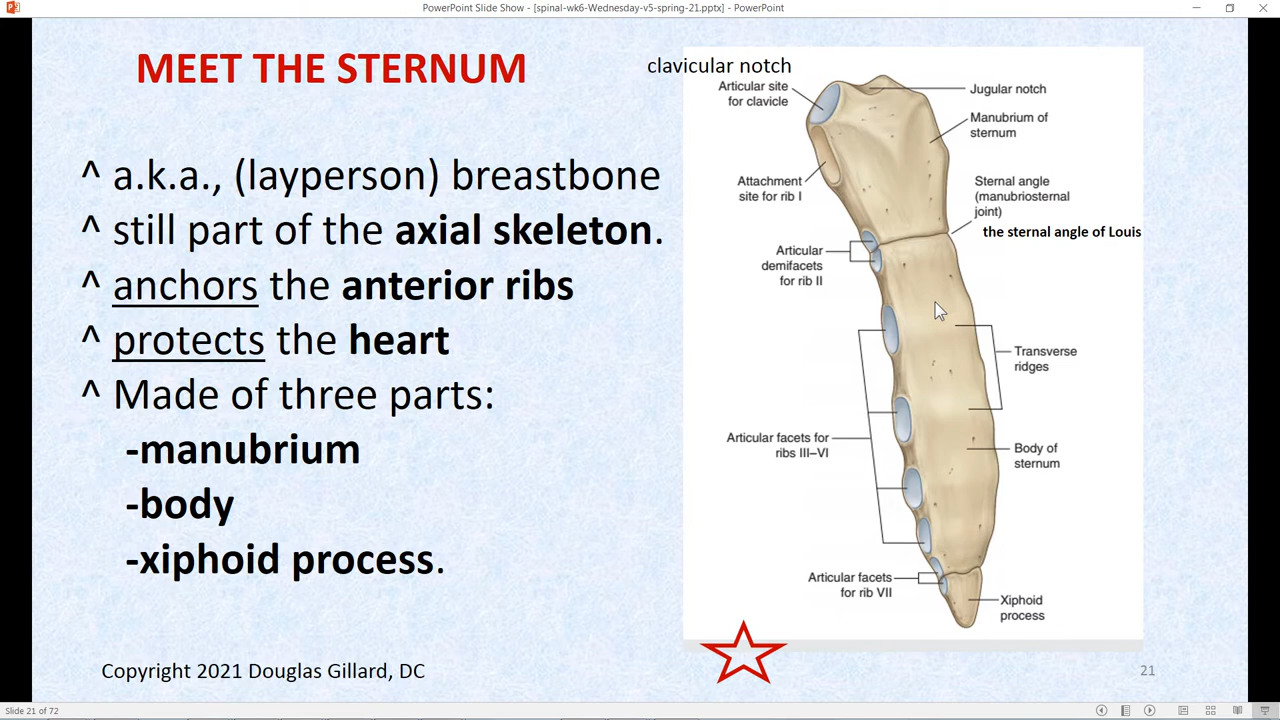 PowerPoint Slide Show - [spinal-wk6-Wednesday-v5-spring-21.pptx] - PowerPoint
MEET THE STERNUM
^ a.k.a., (layperson) breastbone
^ still part of the axial skeleton.
^ anchors the anterior ribs
^ protects the heart
^ Made of three parts:
-manubrium
-body
-xiphoid process.
clavicular notch
Articular site
for clavicle
Attachment
site for rib I
Articular
demifacets
for rib II
Articular facets for
ribs III–VI
Articular facets
for rib VII
Jugular notch
Manubrium of
sternum
Sternal angle
(manubriosternal
joint)
the sternal angle of Louis
Transverse
ridges
Body of
sternum
Xiphoid
process
Copyright 2021 Douglas Gillard, DC
21
Slide 21 of 72